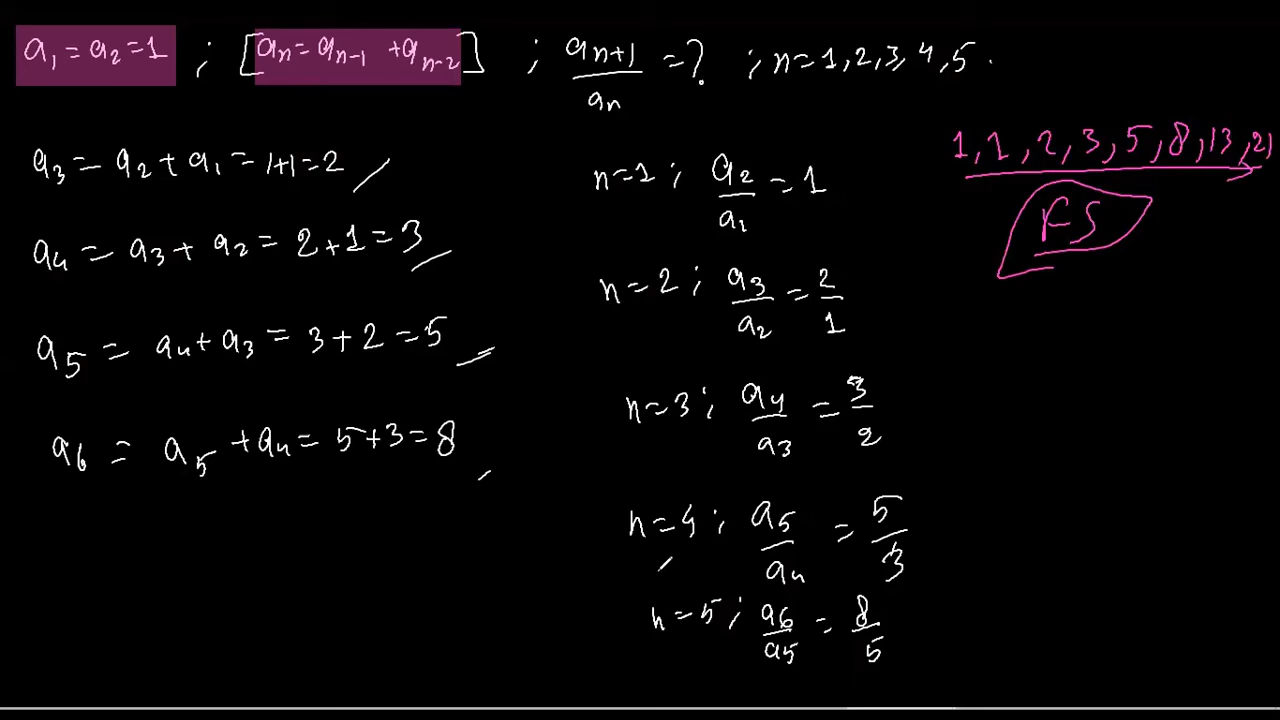 a₁ = a₂ = 1 ; [aₙ = aₙ₋₁ + aₙ₋₂] ; aₙ₊₁/aₙ = ? ; n = 1, 2, 3, 4, 5 .
a₃ = a₂ + a₁ = 1+1 = 2
a₄ = a₃ + a₂ = 2 + 1 = 3
a₅ = a₄ + a₃ = 3 + 2 = 5
a₆ = a₅ + a₄ = 5 + 3 = 8
n = 1 ; a₂/a₁ = 1
n = 2 ; a₃/a₂ = 2/1
n = 3 ; a₄/a₃ = 3/2
n = 4 ; a₅/a₄ = 5/3
n = 5 ; a₆/a₅ = 8/5
1, 1, 2, 3, 5, 8, 13, 21
FS